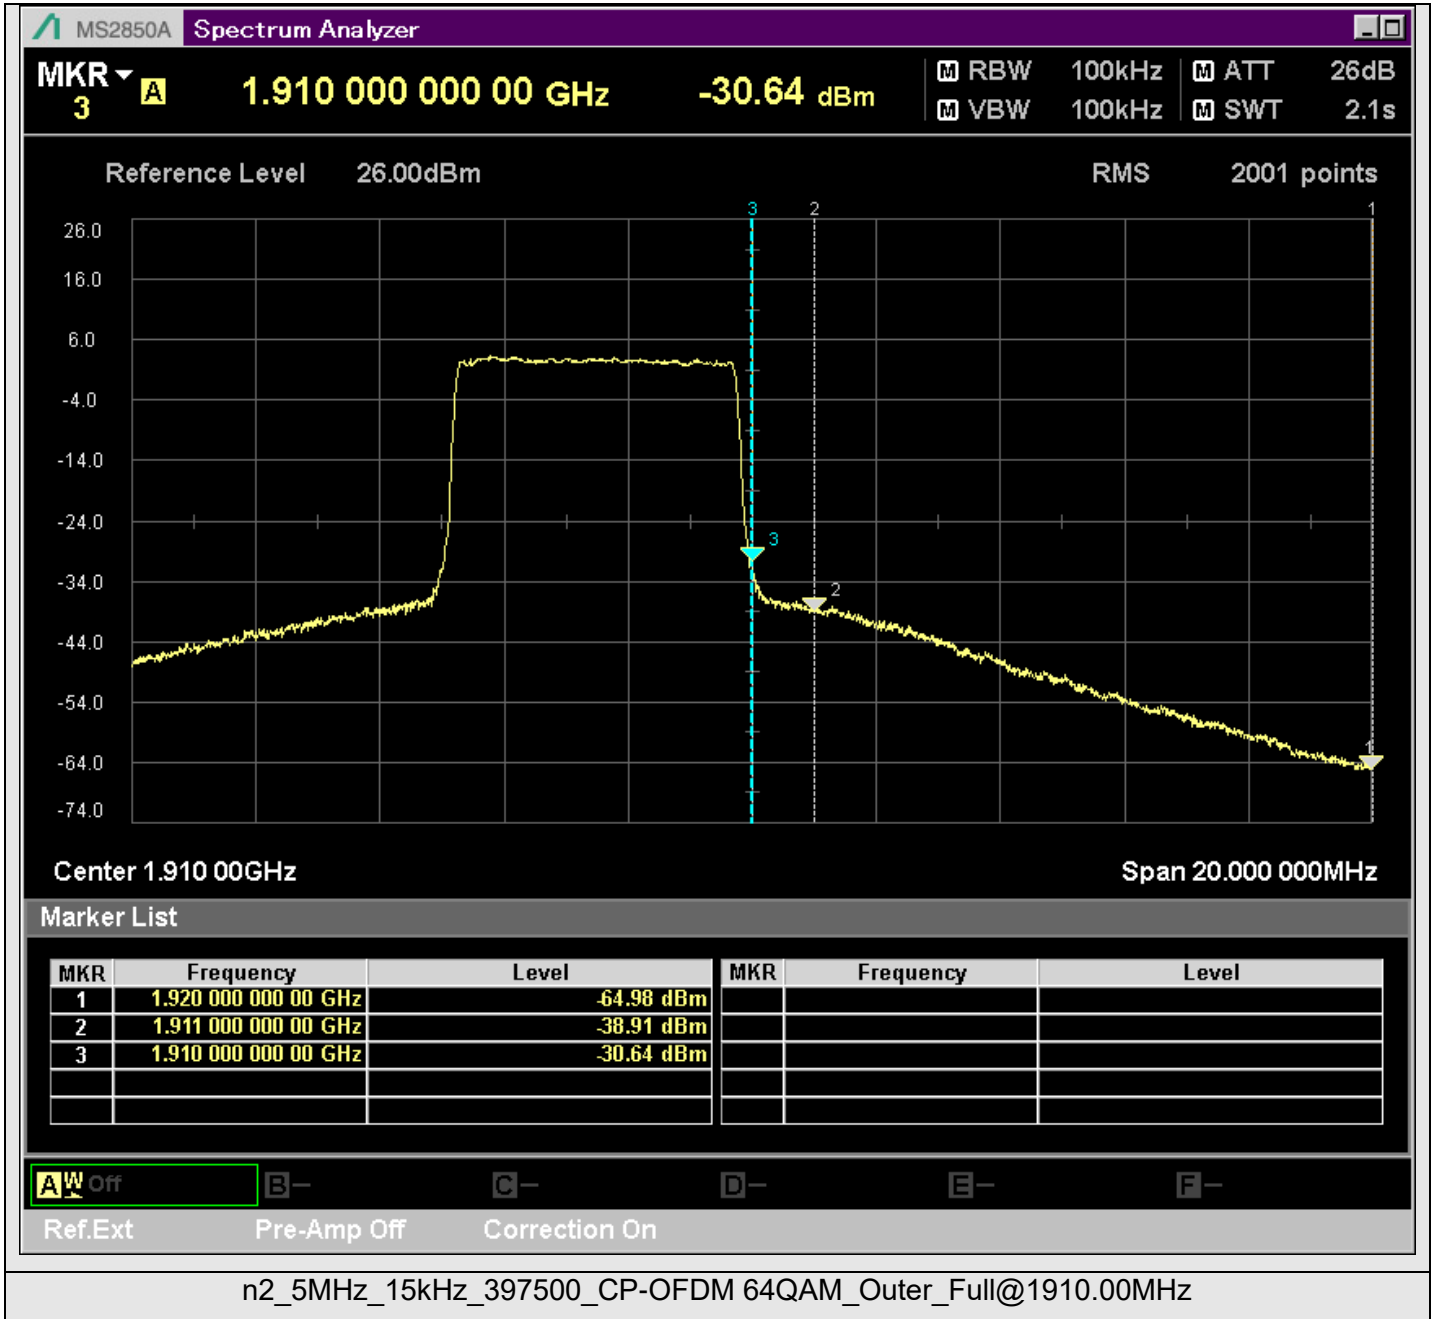 MS2850A Spectrum Analyzer
MKR 3 A 1.910 000 000 00 GHz -30.64 dBm
M RBW 100kHz M ATT 26dB
M VBW 100kHz M SWT 2.1s
Reference Level 26.00dBm RMS 2001 points
3 2 1
26.0
16.0
6.0
-4.0
-14.0
-24.0
3
-34.0
2
-44.0
-54.0
1
-64.0
-74.0
Center 1.910 00GHz Span 20.000 000MHz
Marker List
MKR Frequency Level MKR Frequency Level
1 1.920 000 000 00 GHz -64.98 dBm
2 1.911 000 000 00 GHz -38.91 dBm
3 1.910 000 000 00 GHz -30.64 dBm
A W Off B- C- D- E- F-
Ref.Ext Pre-Amp Off Correction On
n2_5MHz_15kHz_397500_CP-OFDM 64QAM_Outer_Full@1910.00MHz